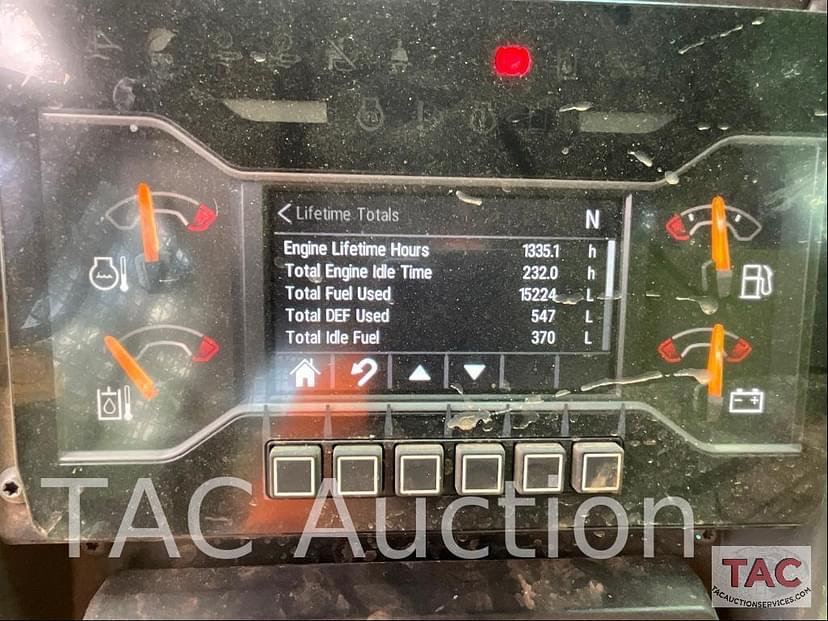 Lifetime Totals N
Engine Lifetime Hours 1335.1 h
Total Engine Idle Time 232.0 h
Total Fuel Used 15224 L
Total DEF Used 547 L
Total Idle Fuel 370 L
TAC Auction
TAC
TACAUCTIONSERVICES.COM